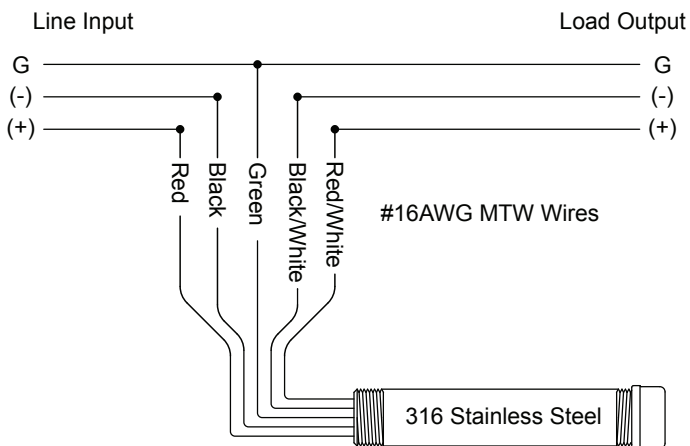 Line Input
Load Output
G
G
(-)
(-)
(+)
(+)
Red
Black
Green
Black/White
Red/White
#16AWG MTW Wires
316 Stainless Steel